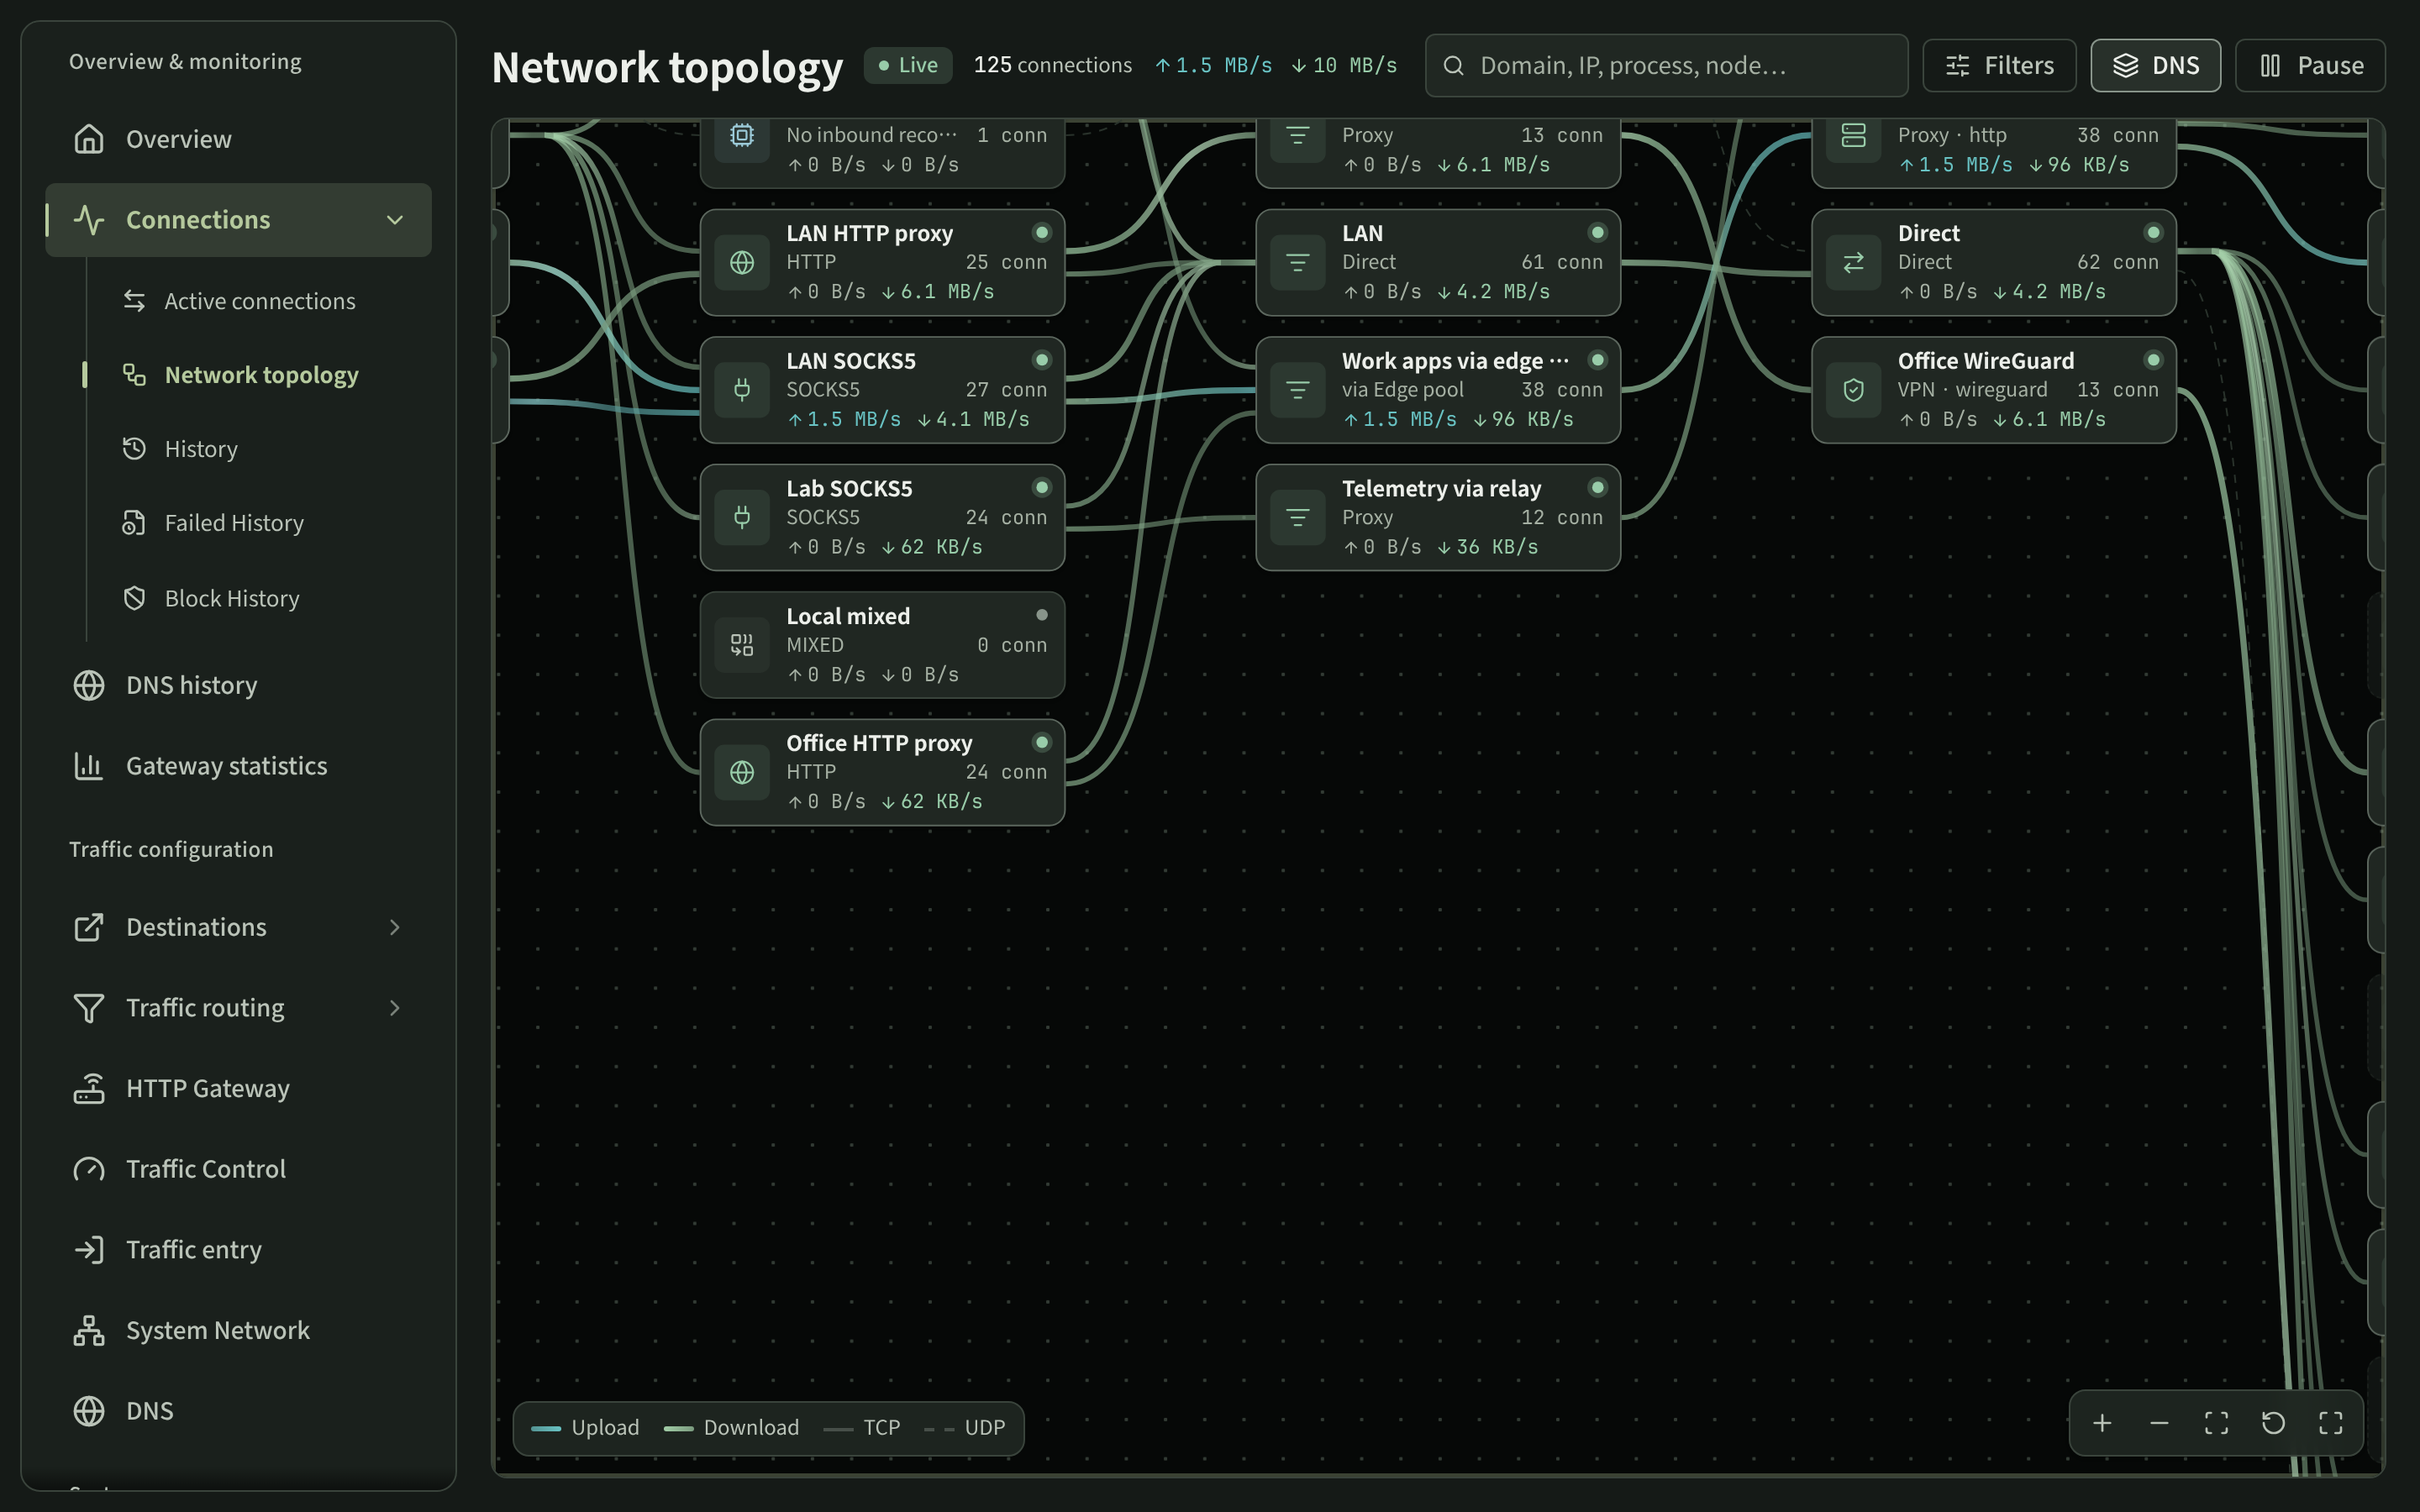 Overview & monitoring
Overview
Connections
Active connections
Network topology
History
Failed History
Block History
DNS history
Gateway statistics
Traffic configuration
Destinations
Traffic routing
HTTP Gateway
Traffic Control
Traffic entry
System Network
DNS
Network topology
Live
125 connections
↑1.5 MB/s ↓10 MB/s
Domain, IP, process, node…
Filters
DNS
Pause
No inbound reco··· 1 conn
↑0 B/s ↓0 B/s
LAN HTTP proxy
HTTP 25 conn
↑0 B/s ↓6.1 MB/s
LAN SOCKS5
SOCKS5 27 conn
↑1.5 MB/s ↓4.1 MB/s
Lab SOCKS5
SOCKS5 24 conn
↑0 B/s ↓62 KB/s
Local mixed
MIXED 0 conn
↑0 B/s ↓0 B/s
Office HTTP proxy
HTTP 24 conn
↑0 B/s ↓62 KB/s
Proxy 13 conn
↑0 B/s ↓6.1 MB/s
LAN
Direct 61 conn
↑0 B/s ↓4.2 MB/s
Work apps via edge ···
via Edge pool 38 conn
↑1.5 MB/s ↓96 KB/s
Telemetry via relay
Proxy 12 conn
↑0 B/s ↓36 KB/s
Proxy · http 38 conn
↑1.5 MB/s ↓96 KB/s
Direct
Direct 62 conn
↑0 B/s ↓4.2 MB/s
Office WireGuard
VPN · wireguard 13 conn
↑0 B/s ↓6.1 MB/s
Upload Download TCP UDP